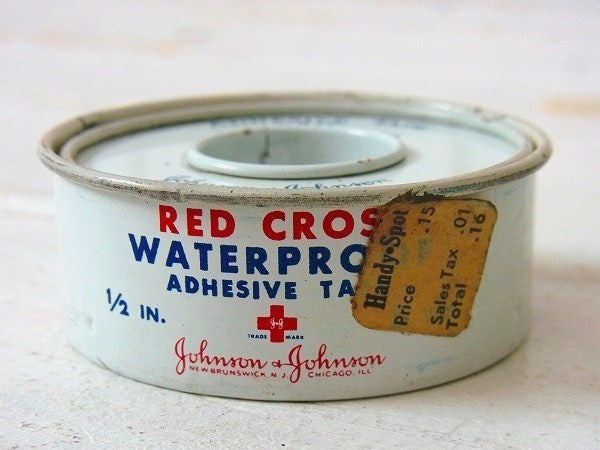 RED CROS
WATERPRO
ADHESIVE TA
1/2 IN.
J&J
TRADE MARK
Johnson & Johnson
NEW BRUNSWICK, N.J. CHICAGO, ILL.
Handy-Spot
Price .15
Sales Tax .01
Total .16